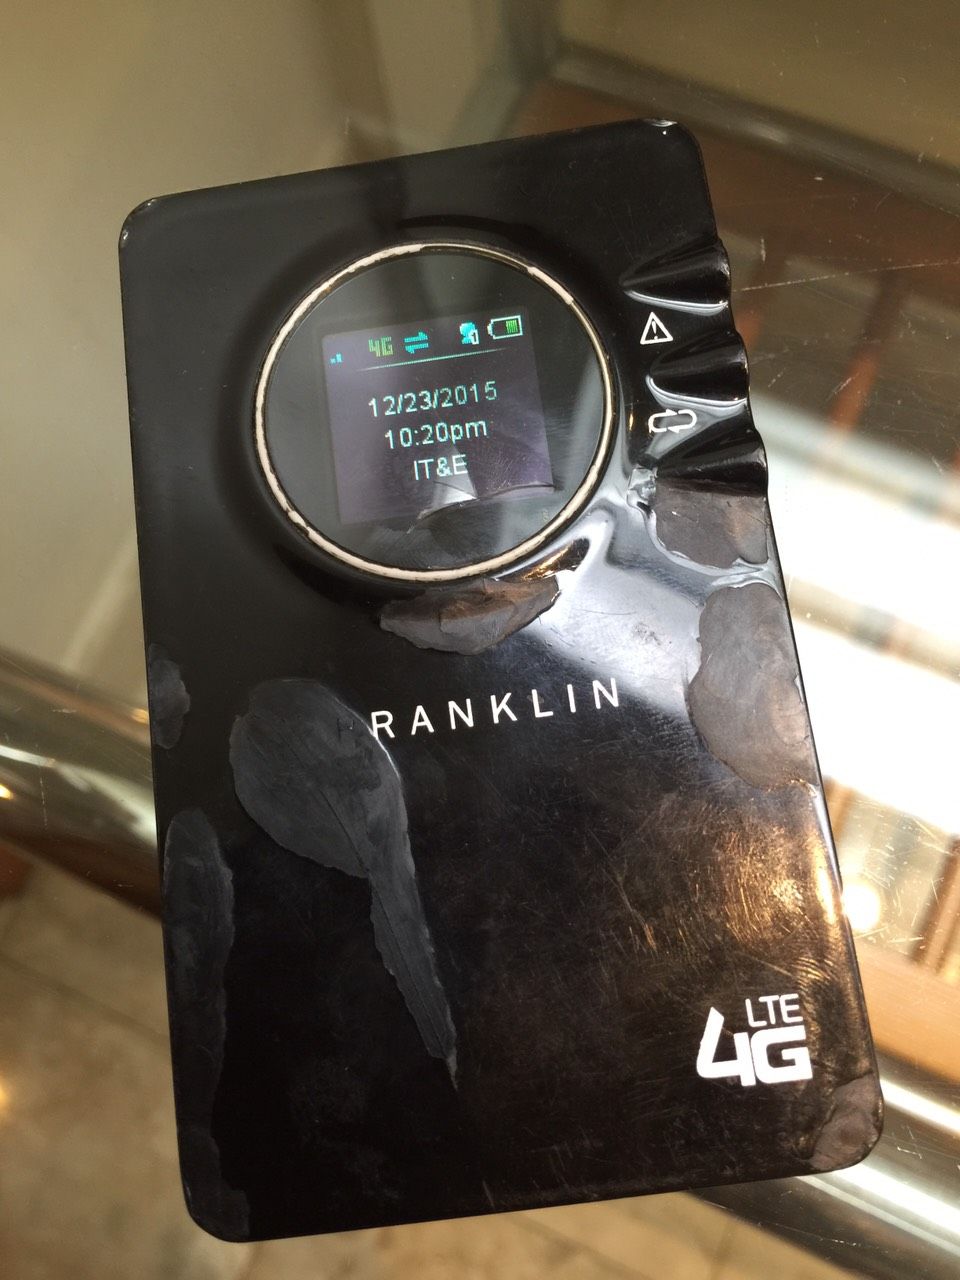 4G
12/23/2015
10:20pm
IT&E
RANKLIN
LTE
4G